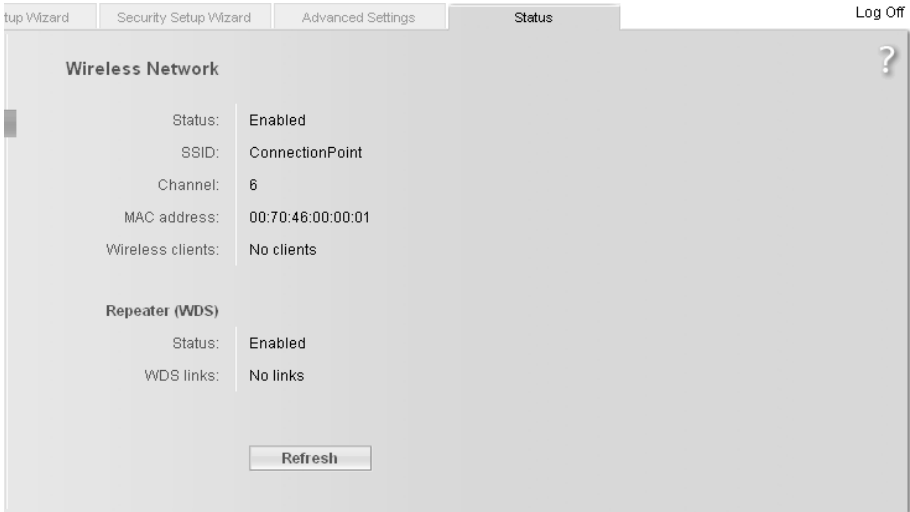 tup Wizard Security Setup Wizard Advanced Settings Status Log Off
?
Wireless Network
Status: Enabled
SSID: ConnectionPoint
Channel: 6
MAC address: 00:70:46:00:00:01
Wireless clients: No clients
Repeater (WDS)
Status: Enabled
WDS links: No links
Refresh